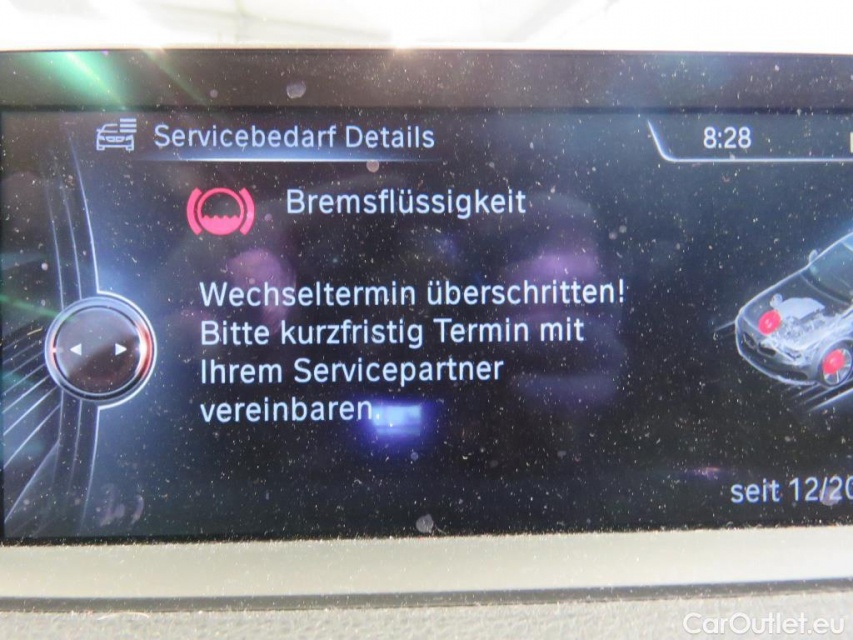 Servicebedarf Details
8:28
Bremsflüssigkeit
Wechseltermin überschritten!
Bitte kurzfristig Termin mit
Ihrem Servicepartner
vereinbaren.
seit 12/20
CarOutlet.eu